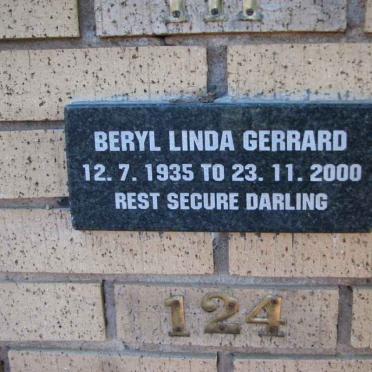 BERYL LINDA GERRARD
12. 7. 1935 TO 23. 11. 2000
REST SECURE DARLING
124